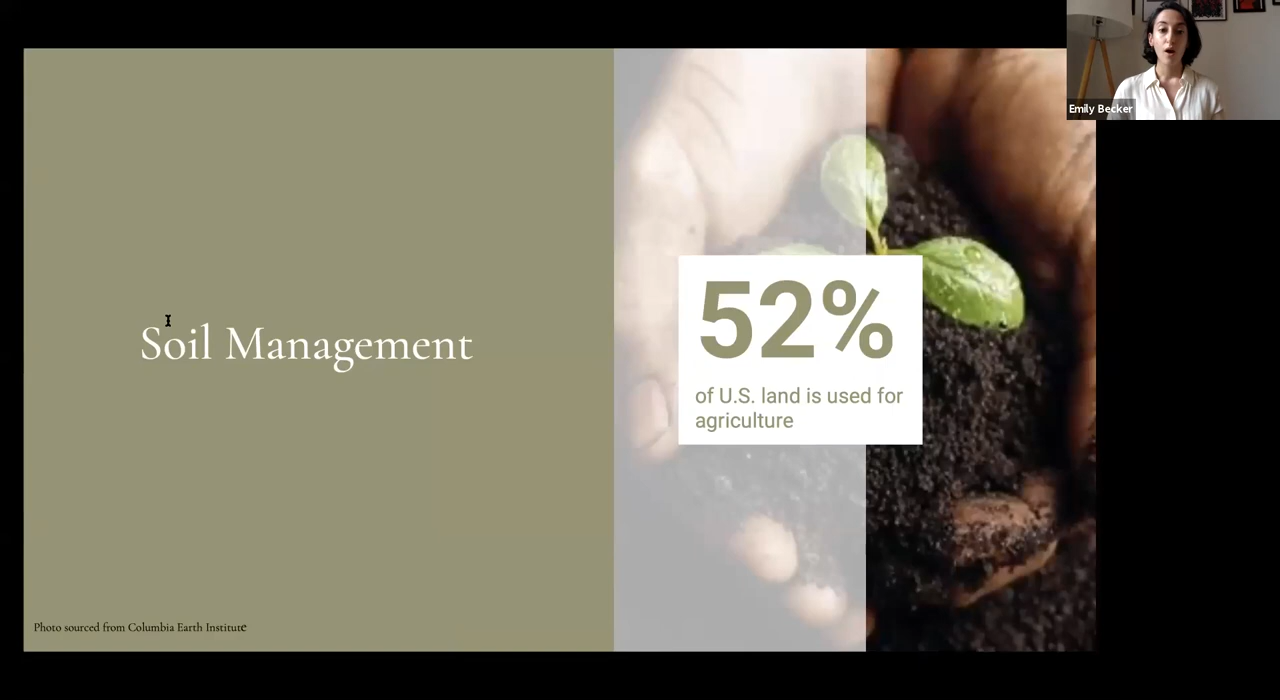 Emily Becker
Soil Management
52%
of U.S. land is used for
agriculture
Photo sourced from Columbia Earth Institute